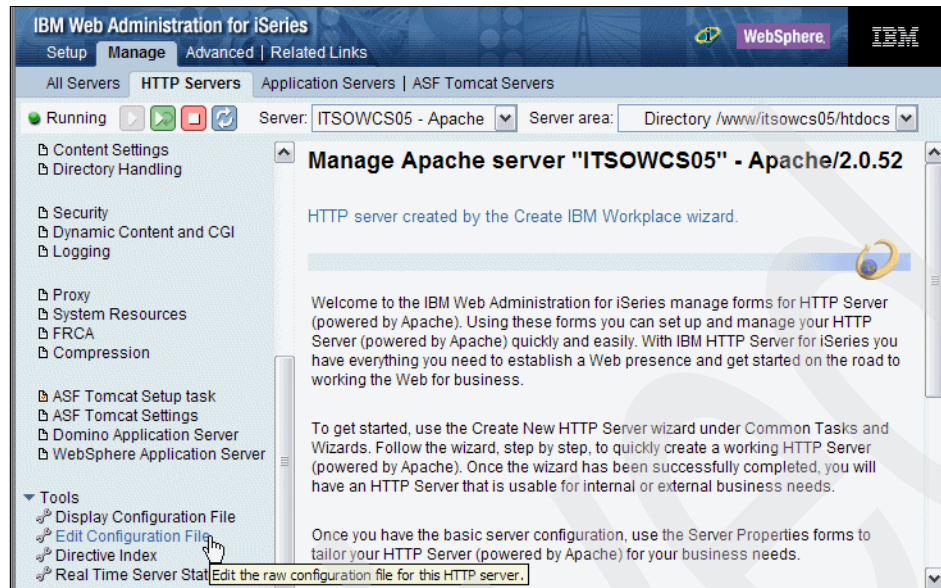 IBM Web Administration for iSeries
Setup Manage Advanced | Related Links
WebSphere.
IBM
All Servers HTTP Servers Application Servers | ASF Tomcat Servers
Running Server: ITSOWCS05 - Apache Server area: Directory /www/itsowcs05/htdocs
Content Settings
Directory Handling
Security
Dynamic Content and CGI
Logging
Proxy
System Resources
FRCA
Compression
ASF Tomcat Setup task
ASF Tomcat Settings
Domino Application Server
WebSphere Application Server
Tools
Display Configuration File
Edit Configuration File
Directive Index
Real Time Server Stat
Edit the raw configuration file for this HTTP server.
Manage Apache server "ITSOWCS05" - Apache/2.0.52
HTTP server created by the Create IBM Workplace wizard.
Welcome to the IBM Web Administration for iSeries manage forms for HTTP Server
(powered by Apache). Using these forms you can set up and manage your HTTP
Server (powered by Apache) quickly and easily. With IBM HTTP Server for iSeries you
have everything you need to establish a Web presence and get started on the road to
working the Web for business.
To get started, use the Create New HTTP Server wizard under Common Tasks and
Wizards. Follow the wizard, step by step, to quickly create a working HTTP Server
(powered by Apache). Once the wizard has been successfully completed, you will
have an HTTP Server that is usable for internal or external business needs.
Once you have the basic server configuration, use the Server Properties forms to
tailor your HTTP Server (powered by Apache) for your business needs.